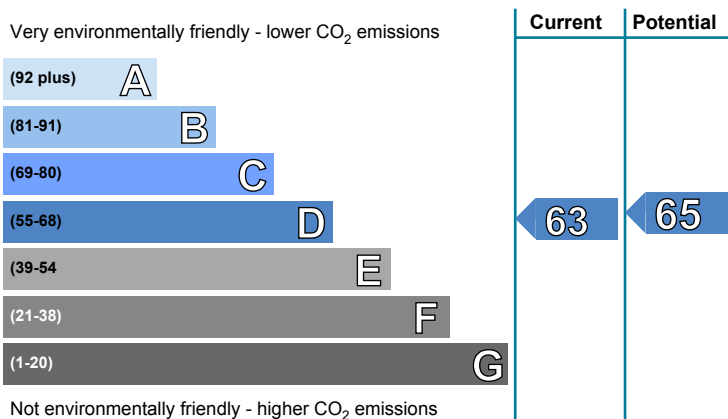 Current Potential
Very environmentally friendly - lower CO2 emissions
(92 plus) A
(81-91) B
(69-80) C
(55-68) D
63 65
(39-54 E
(21-38) F
(1-20) G
Not environmentally friendly - higher CO2 emissions